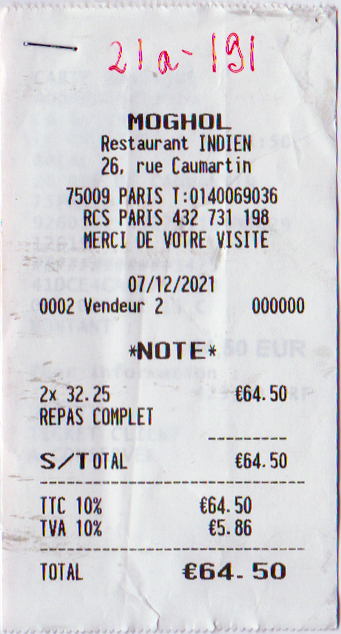 21a-191
MOGHOL
Restaurant INDIEN
26, rue Caumartin
75009 PARIS T:0140069036
RCS PARIS 432 731 198
MERCI DE VOTRE VISITE
07/12/2021
0002 Vendeur 2 000000
*NOTE*
2x 32.25 €64.50
REPAS COMPLET
S/TOTAL €64.50
TTC 10% €64.50
TVA 10% €5.86
TOTAL €64.50